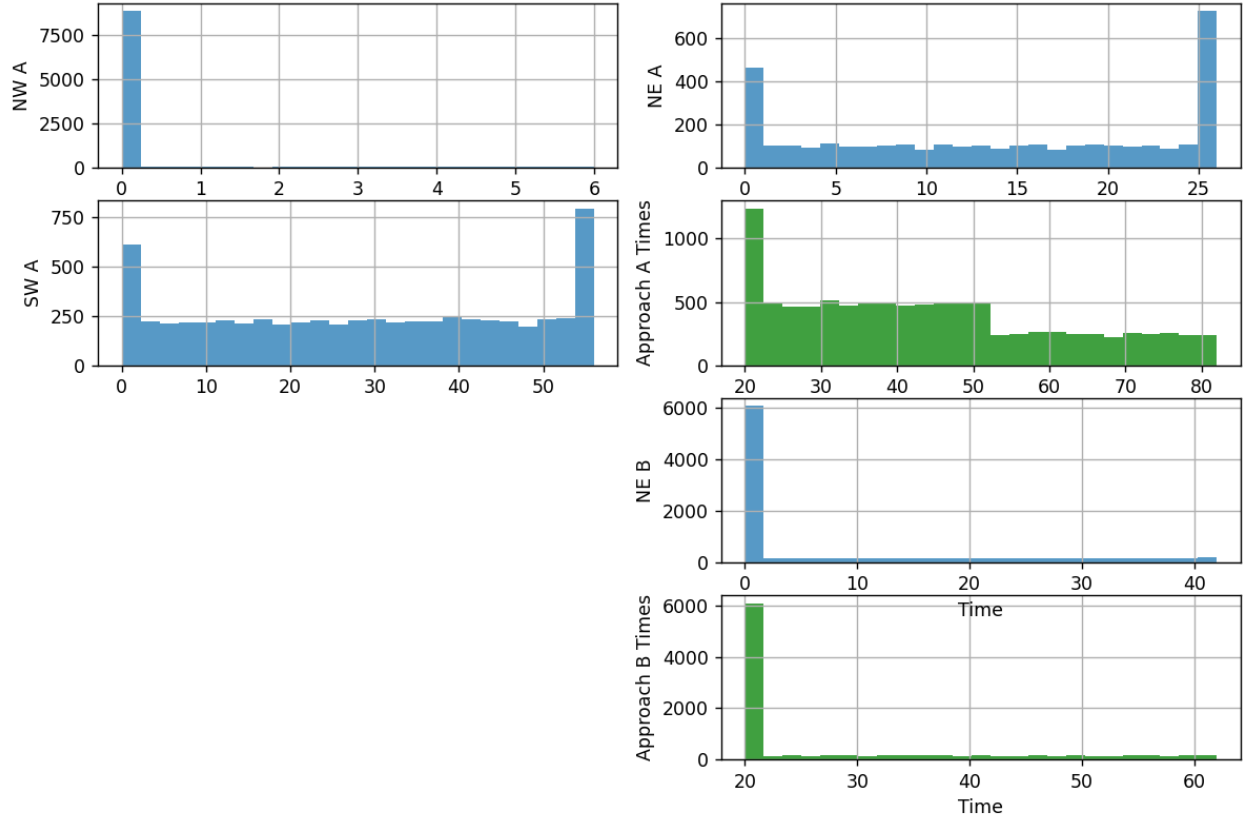 NW A
7500
5000
2500
0
0 1 2 3 4 5 6
NE A
600
400
200
0
0 5 10 15 20 25
SW A
750
500
250
0
0 10 20 30 40 50
Approach A Times
1000
500
0
20 30 40 50 60 70 80
NE B
6000
4000
2000
0
0 10 20 30 40
Time
Approach B Times
6000
4000
2000
0
20 30 40 50 60
Time